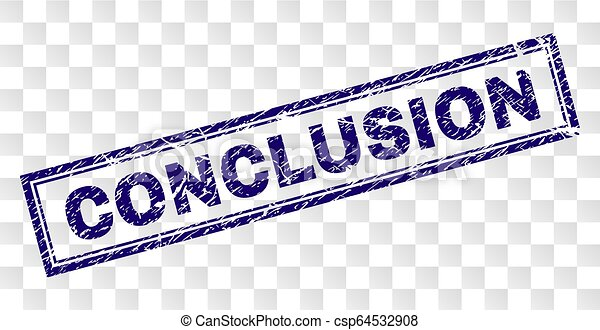 CONCLUSION
© Can Stock Photo - csp64532908